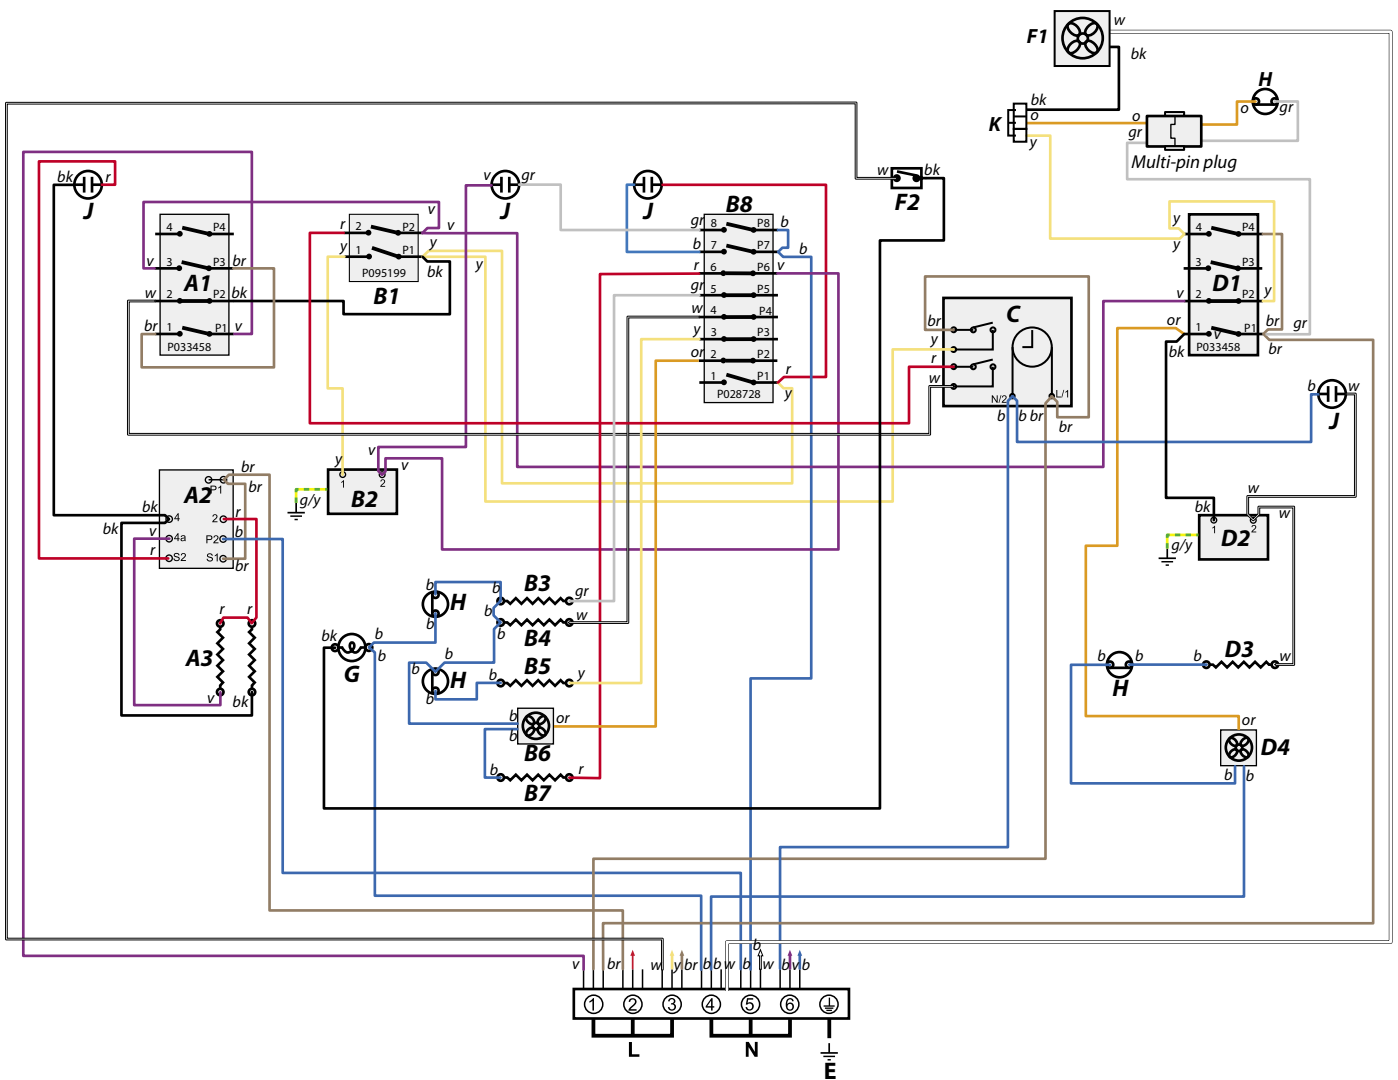 F1
w
bk
H
K
bk
o
y
o
gr
o
gr
Multi-pin plug
bk
r
J
v
gr
J
J
w
bk
F2
B8
gr 8 P8 b
b 7 P7 b
r 6 P6 v
gr 5 P5
w 4 P4
y 3 P3
or 2 P2
1 P1 r
y
P028728
4 P4
v 3 P3 br
A1
w 2 P2 bk
br 1 P1 v
P033458
v
r 2 P2 v
y 1 P1 y
y
bk
P095199
B1
y
y 4 P4
3 P3
D1
v 2 P2 y
or 1 v P1 br
gr
bk
br
P033458
C
br
y
r
w
N/2 L/1
b b br
br
b w
J
A2
P1
br
br
bk 4 2 r
bk
v 4a P2 b
r S2 S1 br
r r
A3
v bk
y v
v
1 2
B2
g/y
w
w
bk
1 2
D2
g/y
b
H
b
b
B3
gr
b
b
B4
w
bk
G
b
b
b
b
H
b
b
B5
y
b
b
or
B6
b
B7
r
b
H
b
b
D3
w
or
D4
b b
v br w y br b b w b b w b v b
1 2 3 4 5 6
L N
E